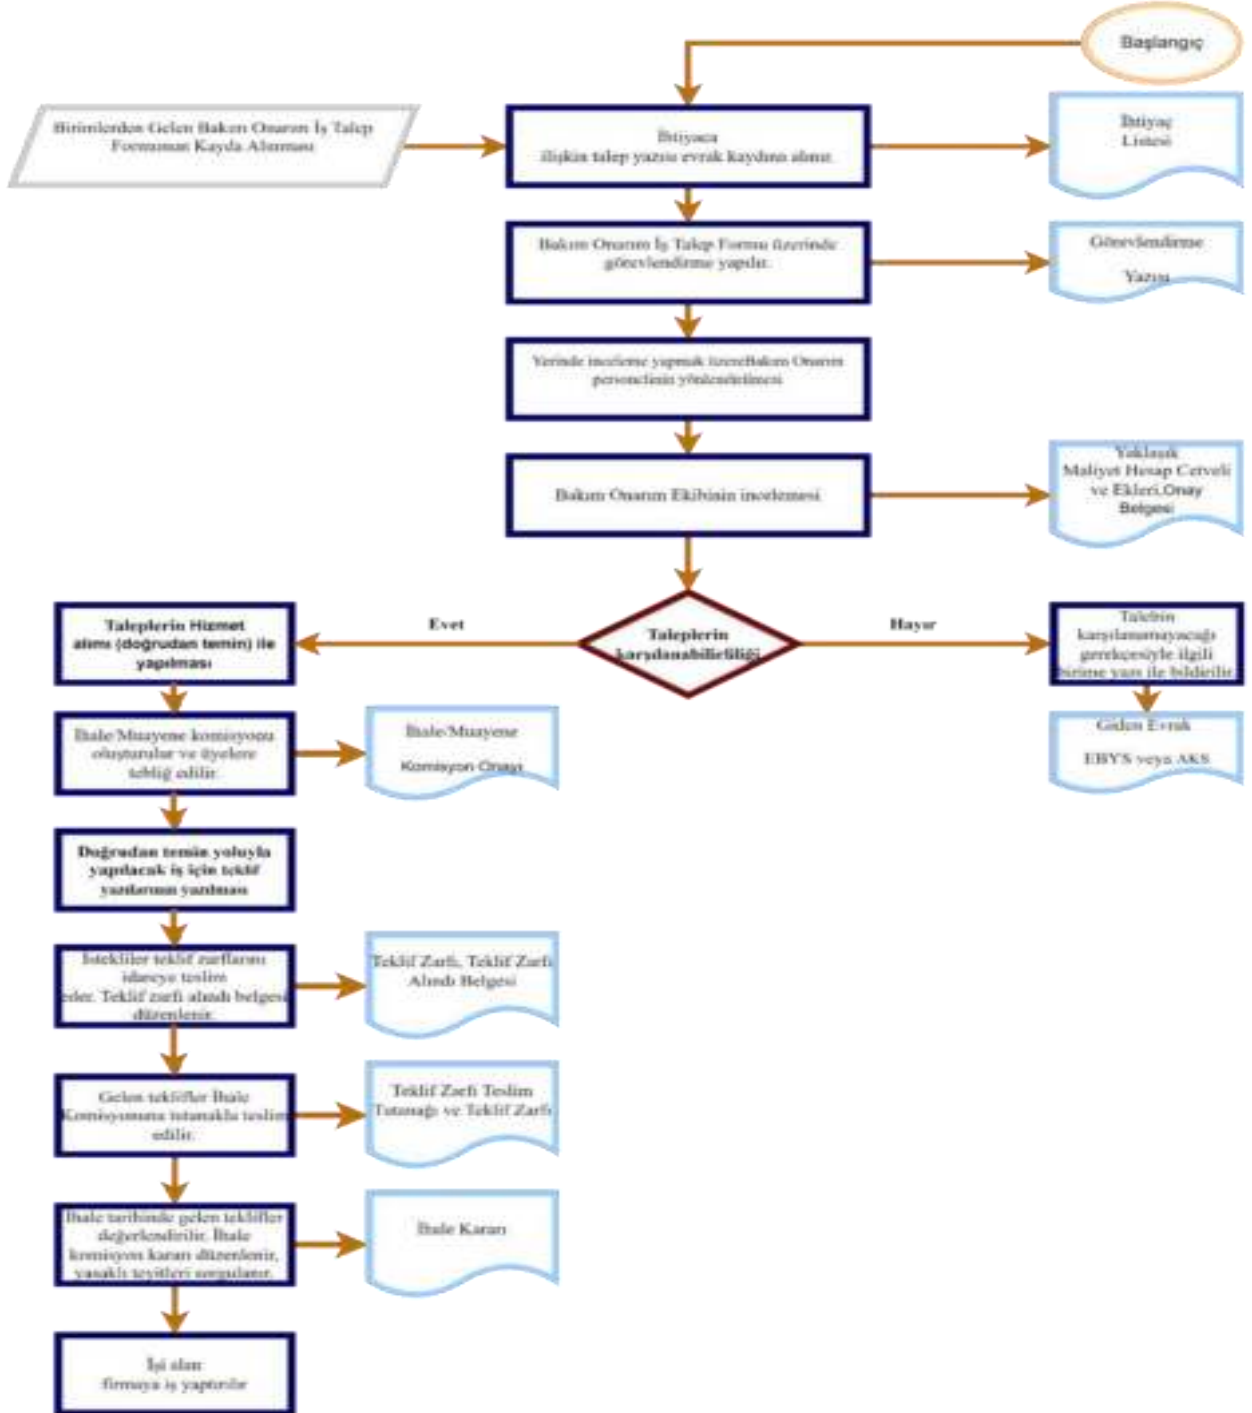 Başlangıç
Birimlerden Gelen Bakım Onarım İş Talep
Formunun Kayda Alınması
İhtiyaca
ilişkin talep yazısı evrak kaydına alınır.
İhtiyaç
Listesi
Bakım Onarım İş Talep Formu üzerinde
görevlendirme yapılır.
Görevlendirme
Yazısı
Yerinde inceleme yapmak üzereBakım Onarım
personelinin yönlendirilmesi
Bakım Onarım Ekibinin incelemesi
Yaklaşık
Maliyet Hesap Cetveli
ve Ekleri,Onay
Belgesi
Taleplerin
karşılanabilirliliği
Evet
Hayır
Taleplerin Hizmet
alımı (doğrudan temin) ile
yapılması
Talebin
karşılanamayacağı
gerekçesiyle ilgili
birime yazı ile bildirilir.
Giden Evrak
EBYS veya AKS
İhale/Muayene komisyonu
oluşturulur ve üyelere
tebliğ edilir.
İhale/Muayene
Komisyon Onayı
Doğrudan temin yoluyla
yapılacak iş için teklif
yazılarının yazılması
İstekliler teklif zarflarını
idareye teslim
eder. Teklif zarfı alındı belgesi
düzenlenir.
Teklif Zarfı, Teklif Zarfı
Alındı Belgesi
Gelen teklifler İhale
Komisyonuna tutanakla teslim
edilir.
Teklif Zarfı Teslim
Tutanağı ve Teklif Zarfı
İhale tarihinde gelen teklifler
değerlendirilir. İhale
komisyon kararı düzenlenir,
yasaklı teyitleri sorgulanır.
İhale Kararı
İşi alan
firmaya iş yaptırılır